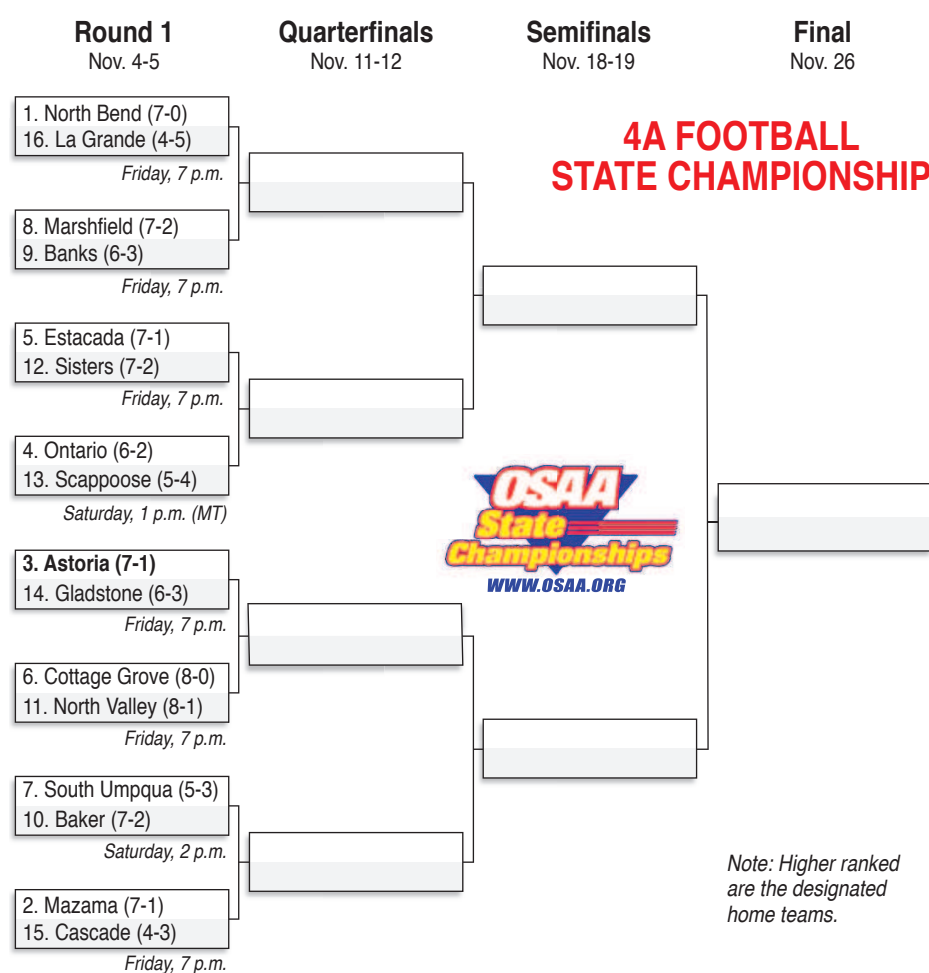 Round 1
Nov. 4-5
Quarterfinals
Nov. 11-12
Semifinals
Nov. 18-19
Final
Nov. 26
4A FOOTBALL
STATE CHAMPIONSHIP
1. North Bend (7-0)
16. La Grande (4-5)
Friday, 7 p.m.
8. Marshfield (7-2)
9. Banks (6-3)
Friday, 7 p.m.
5. Estacada (7-1)
12. Sisters (7-2)
Friday, 7 p.m.
4. Ontario (6-2)
13. Scappoose (5-4)
Saturday, 1 p.m. (MT)
3. Astoria (7-1)
14. Gladstone (6-3)
Friday, 7 p.m.
6. Cottage Grove (8-0)
11. North Valley (8-1)
Friday, 7 p.m.
7. South Umpqua (5-3)
10. Baker (7-2)
Saturday, 2 p.m.
2. Mazama (7-1)
15. Cascade (4-3)
Friday, 7 p.m.
OSAA
State
Championships
WWW.OSAA.ORG
Note: Higher ranked
are the designated
home teams.